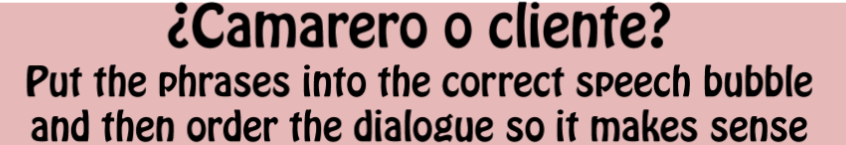 ¿Camarero o cliente?
Put the phrases into the correct speech bubble
and then order the dialogue so it makes sense